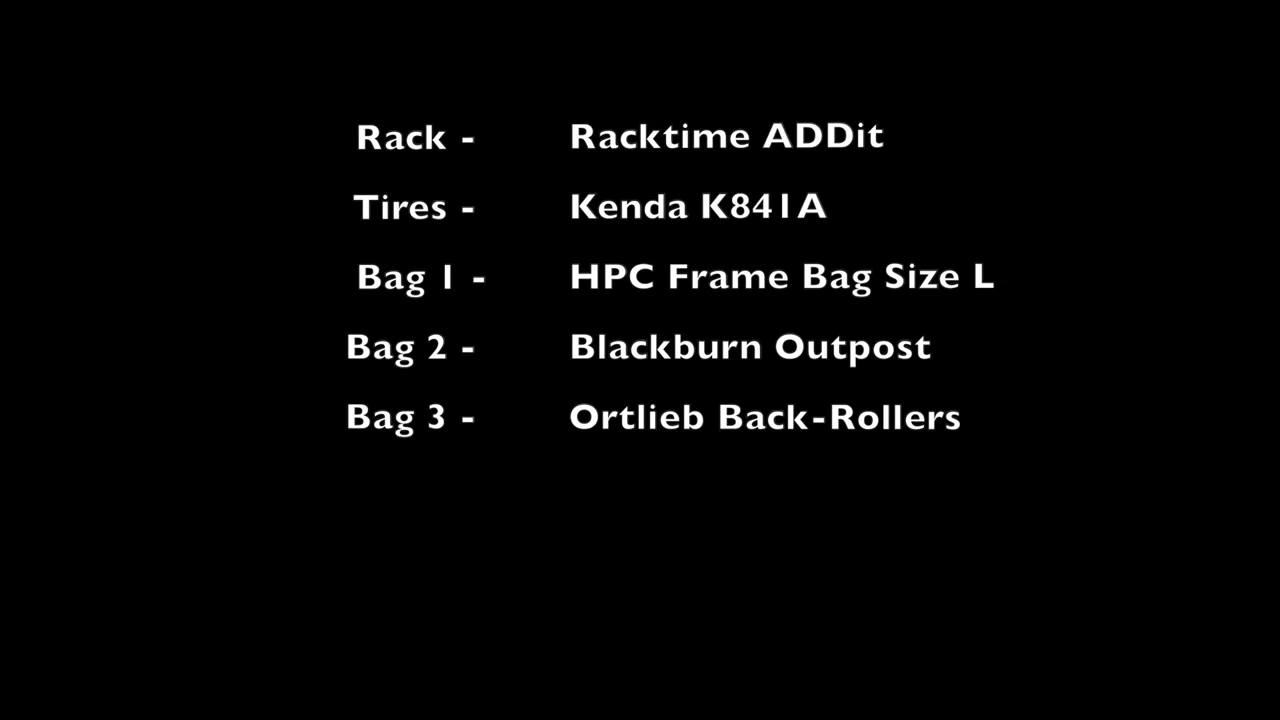 Rack - Racktime ADDit
Tires - Kenda K841A
Bag 1 - HPC Frame Bag Size L
Bag 2 - Blackburn Outpost
Bag 3 - Ortlieb Back-Rollers